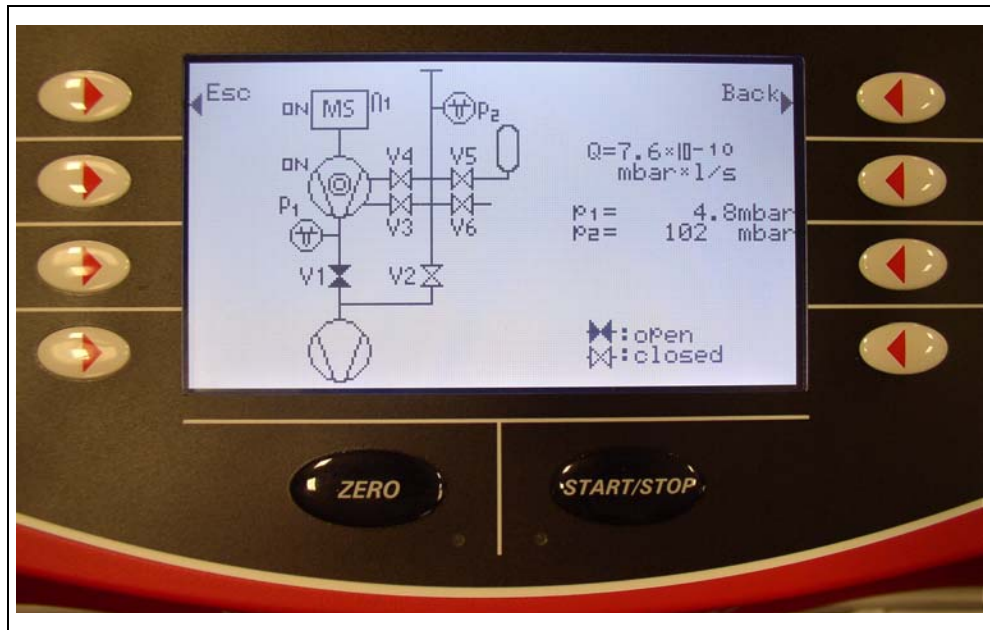 Esc
Back
ON MS n1
P2
ON
V4 V5
Q=7.6×10-10
mbar×l/s
P1
V3 V6
P1= 4.8mbar
P2= 102 mbar
V1 V2
:open
:closed
ZERO
START/STOP